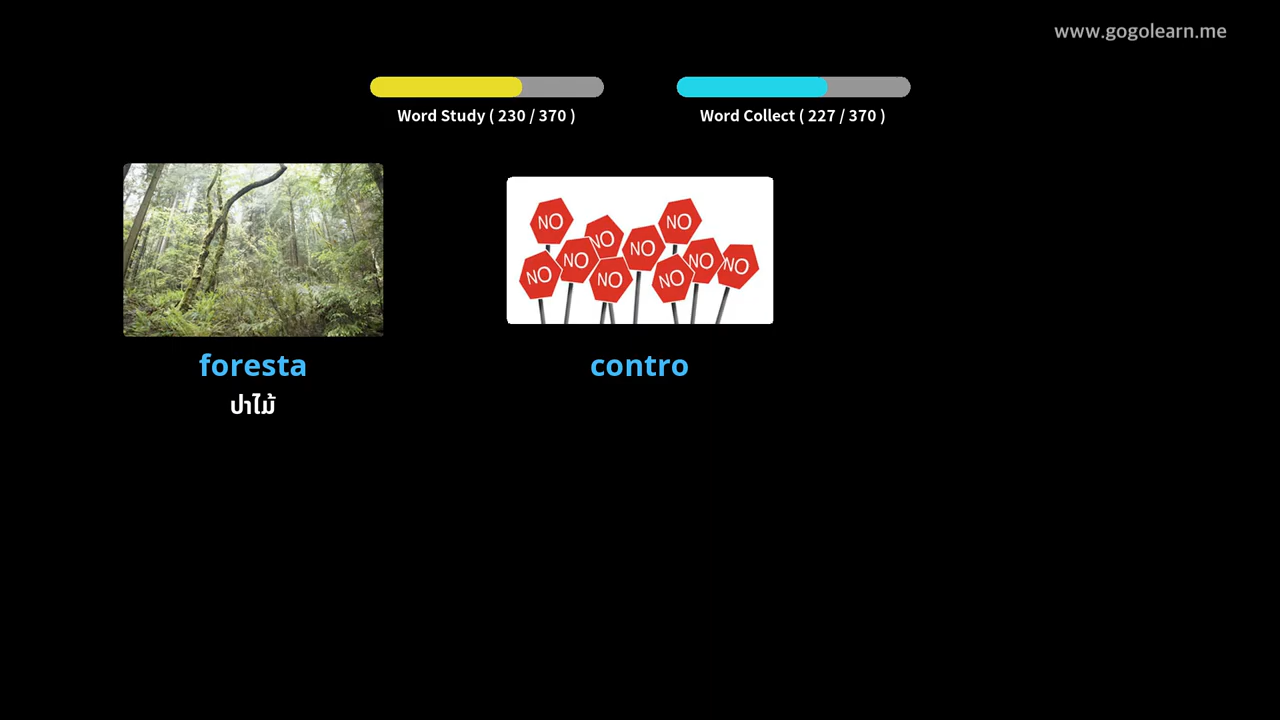 www.gogolearn.me
Word Study ( 230 / 370 )
Word Collect ( 227 / 370 )
NO
NO
NO
NO
NO
NO
NO
NO
NO
NO
foresta
contro
ป่าไม้